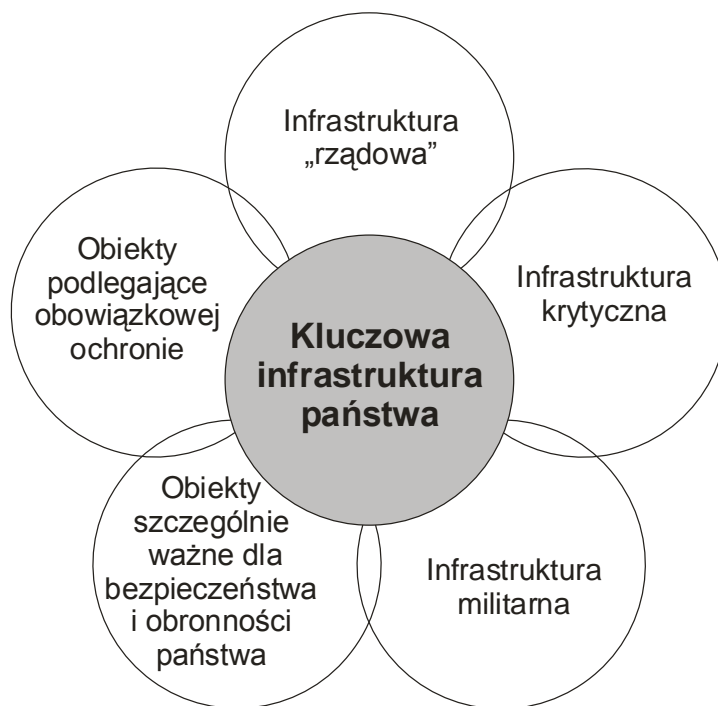 Infrastruktura
„rządowa”
Obiekty
podlegające
obowiązkowej
ochronie
Infrastruktura
krytyczna
Kluczowa
infrastruktura
państwa
Obiekty
szczególnie
ważne dla
bezpieczeństwa
i obronności
państwa
Infrastruktura
militarna